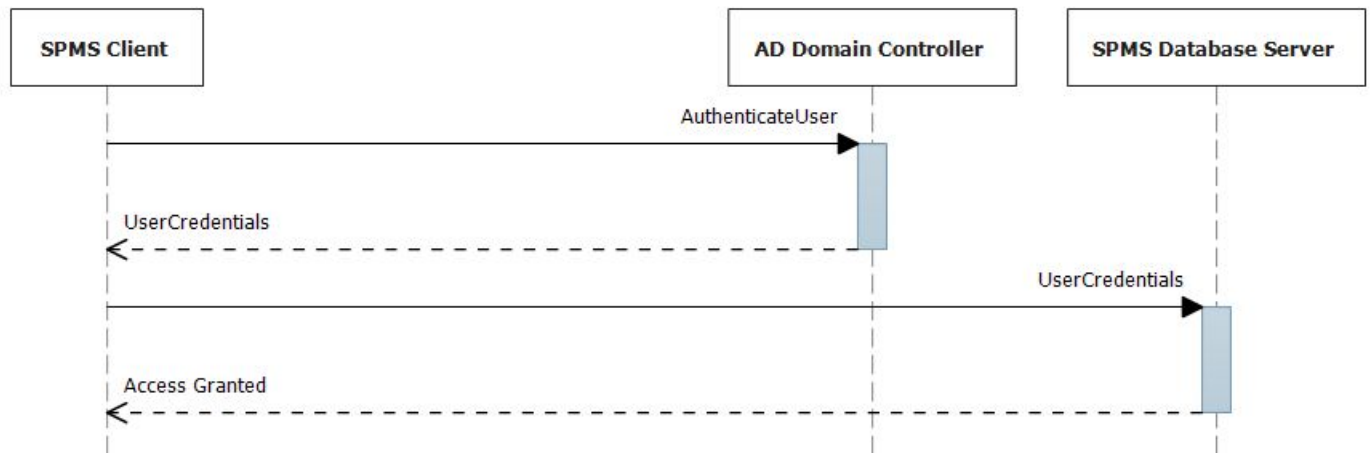 SPMS Client
AD Domain Controller
SPMS Database Server
AuthenticateUser
UserCredentials
UserCredentials
Access Granted